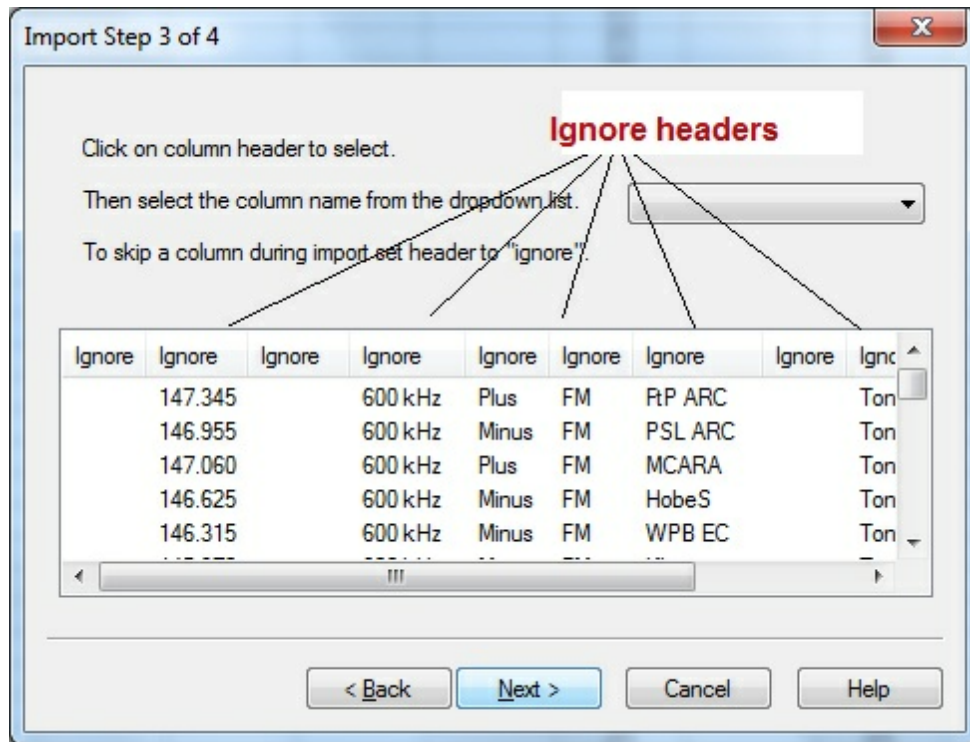 Import Step 3 of 4
Ignore headers
Click on column header to select.
Then select the column name from the dropdown list.
To skip a column during import set header to "ignore".
Ignore Ignore Ignore Ignore Ignore Ignore Ignore Ignore Ignc
147.345 600 kHz Plus FM FtP ARC Ton
146.955 600 kHz Minus FM PSL ARC Ton
147.060 600 kHz Plus FM MCARA Ton
146.625 600 kHz Minus FM HobeS Ton
146.315 600 kHz Minus FM WPB EC Ton
< Back Next > Cancel Help